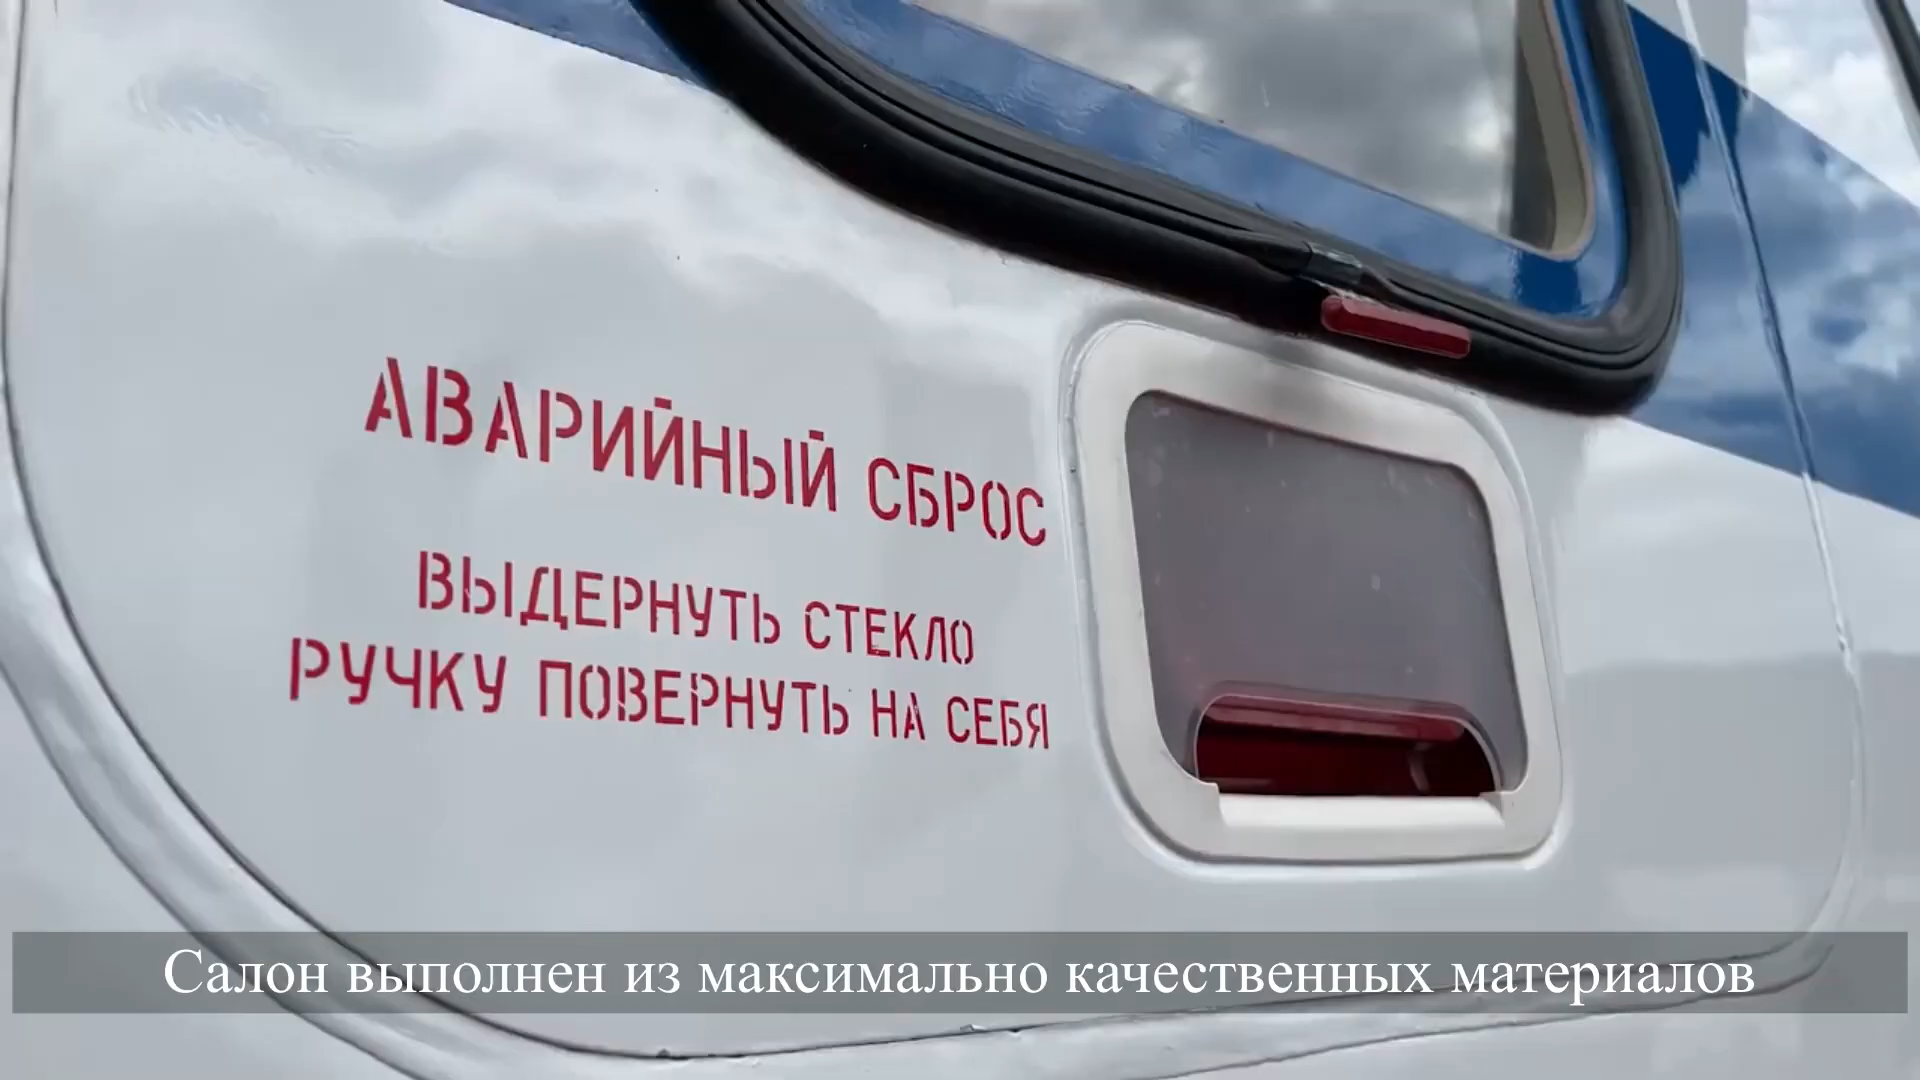 АВАРИЙНЫЙ СБРОС
ВЫДЕРНУТЬ СТЕКЛО
РУЧКУ ПОВЕРНУТЬ НА СЕБЯ
Салон выполнен из максимально качественных материалов